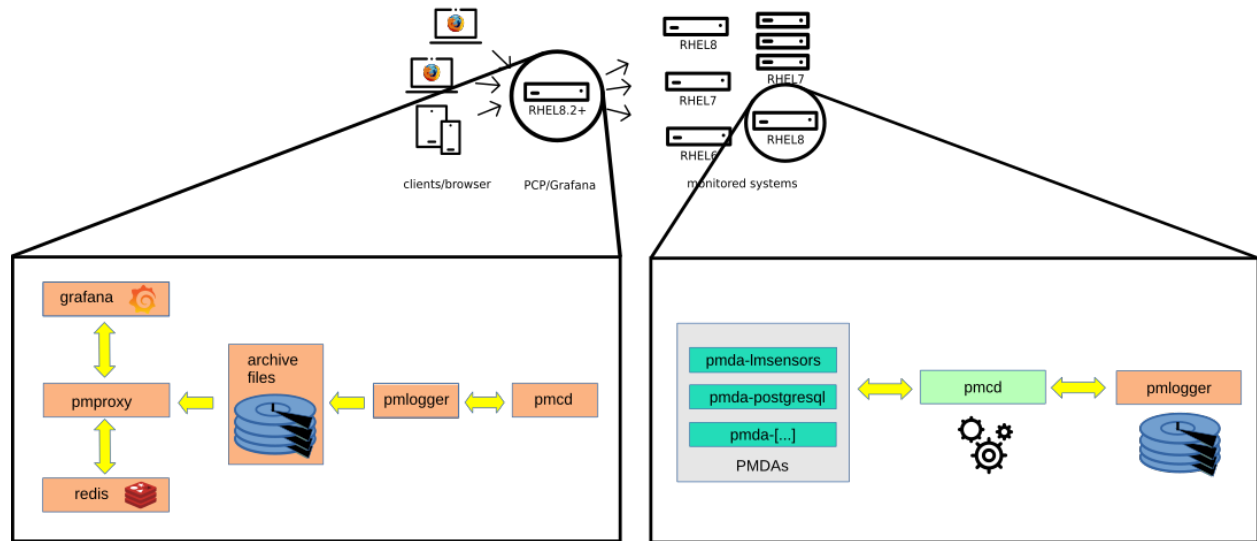 RHEL8
RHEL7
RHEL8.2+
RHEL7
RHEL8
RHEL6
clients/browser
PCP/Grafana
monitored systems
grafana
archive
files
pmproxy
pmlogger
pmcd
redis
pmda-lmsensors
pmda-postgresql
pmda-[...]
PMDAs
pmcd
pmlogger